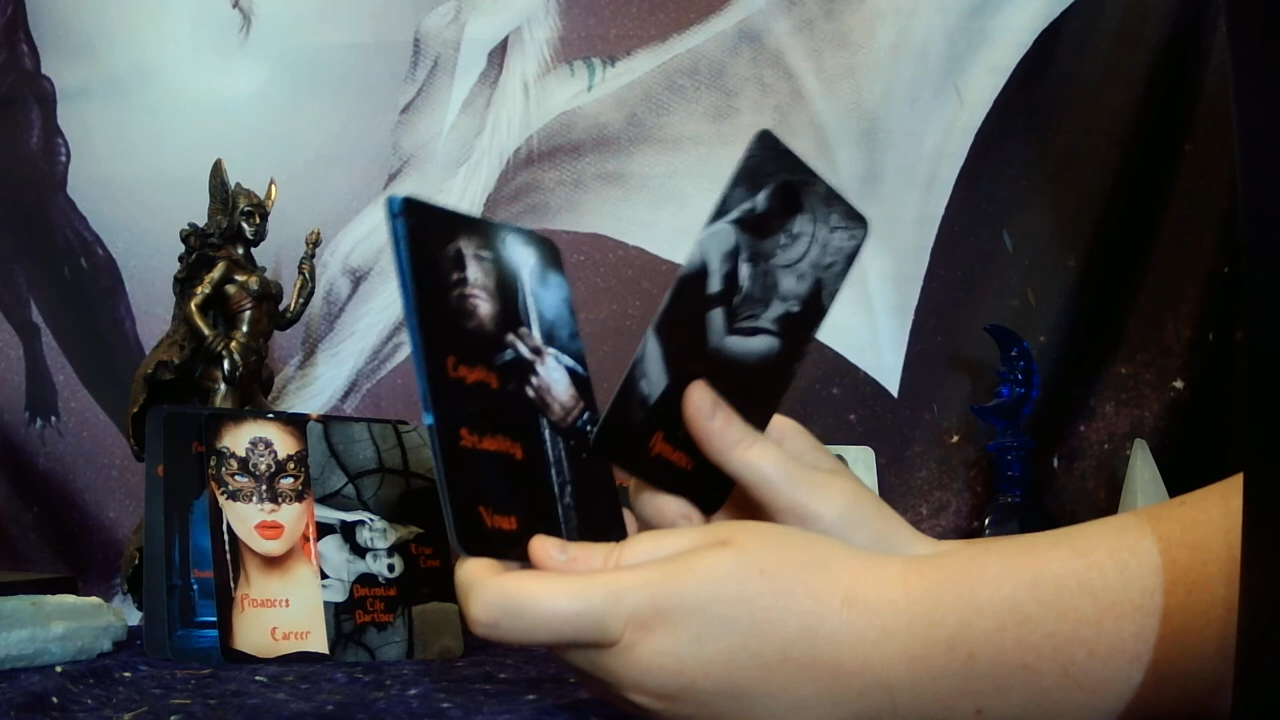 Loyalty
Stability
Vows
Finances
Career
True
Love
Potential
Life
Partner